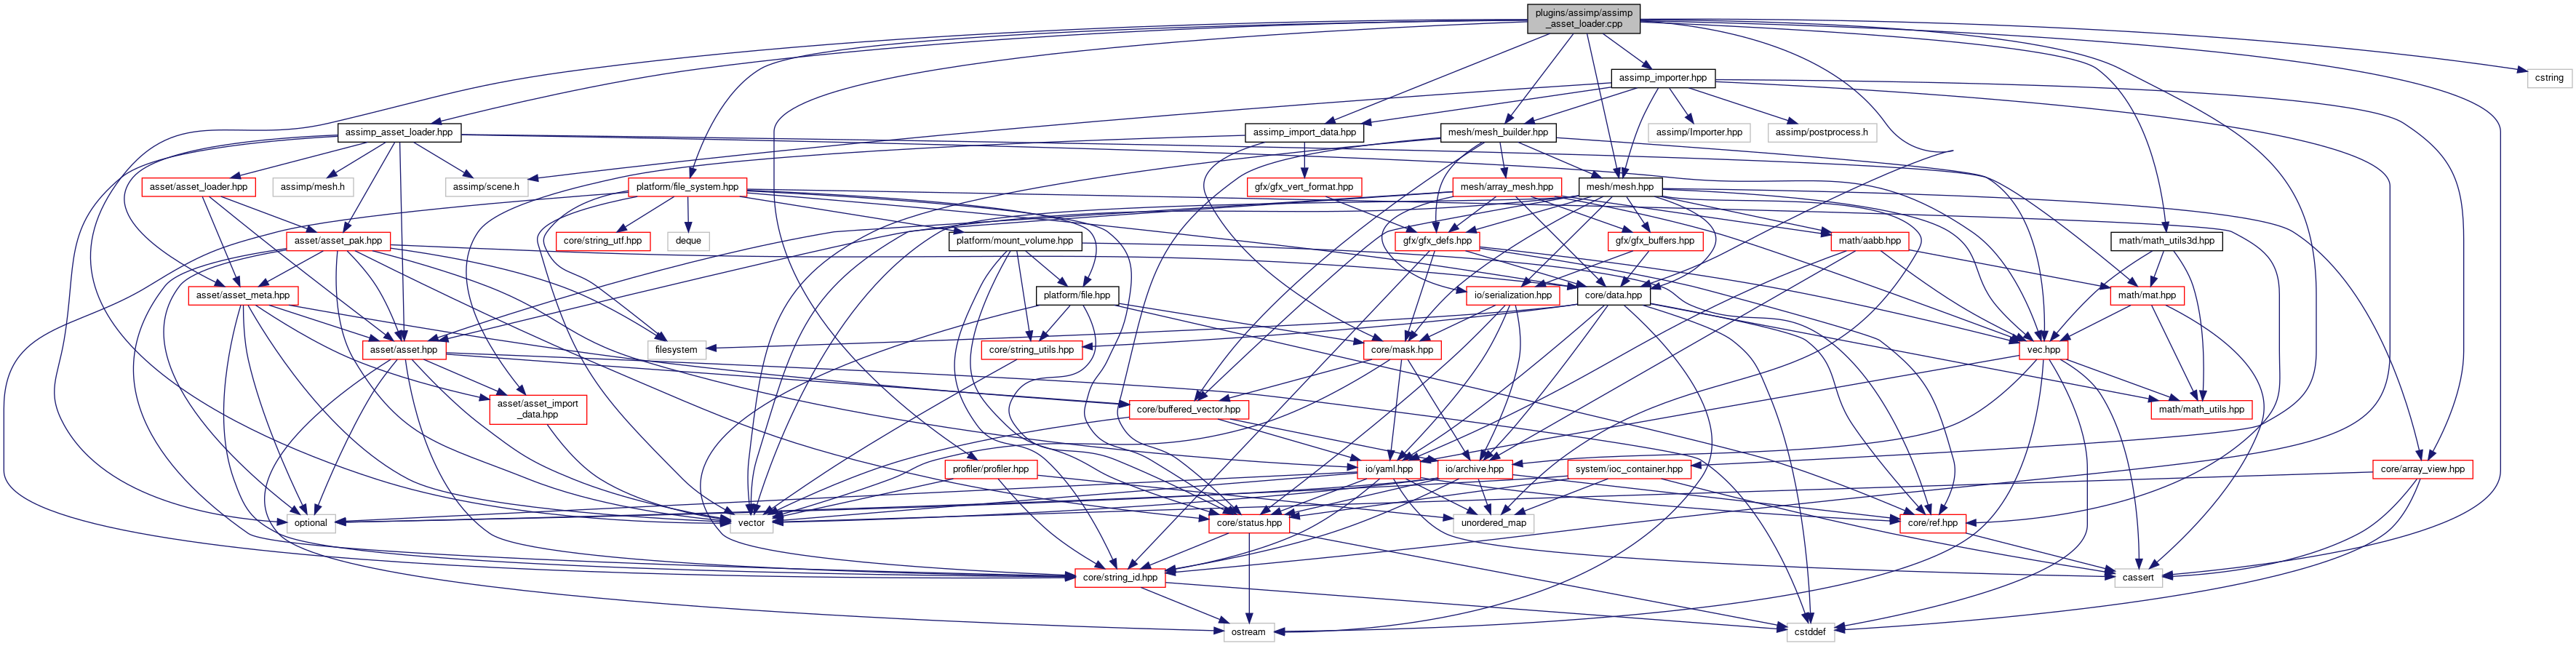 plugins/assimp/assimp
_asset_loader.cpp
assimp_importer.hpp
cstring
assimp_asset_loader.hpp
assimp_import_data.hpp
mesh/mesh_builder.hpp
assimp/Importer.hpp
assimp/postprocess.h
asset/asset_loader.hpp
assimp/mesh.h
assimp/scene.h
platform/file_system.hpp
gfx/gfx_vert_format.hpp
mesh/array_mesh.hpp
mesh/mesh.hpp
asset/asset_pak.hpp
core/string_utf.hpp
deque
platform/mount_volume.hpp
gfx/gfx_defs.hpp
gfx/gfx_buffers.hpp
math/aabb.hpp
math/math_utils3d.hpp
asset/asset_meta.hpp
platform/file.hpp
io/serialization.hpp
core/data.hpp
math/mat.hpp
asset/asset.hpp
filesystem
core/string_utils.hpp
core/mask.hpp
vec.hpp
asset/asset_import
_data.hpp
core/buffered_vector.hpp
math/math_utils.hpp
profiler/profiler.hpp
io/yaml.hpp
io/archive.hpp
system/ioc_container.hpp
core/array_view.hpp
optional
vector
core/status.hpp
unordered_map
core/ref.hpp
core/string_id.hpp
cassert
ostream
cstddef